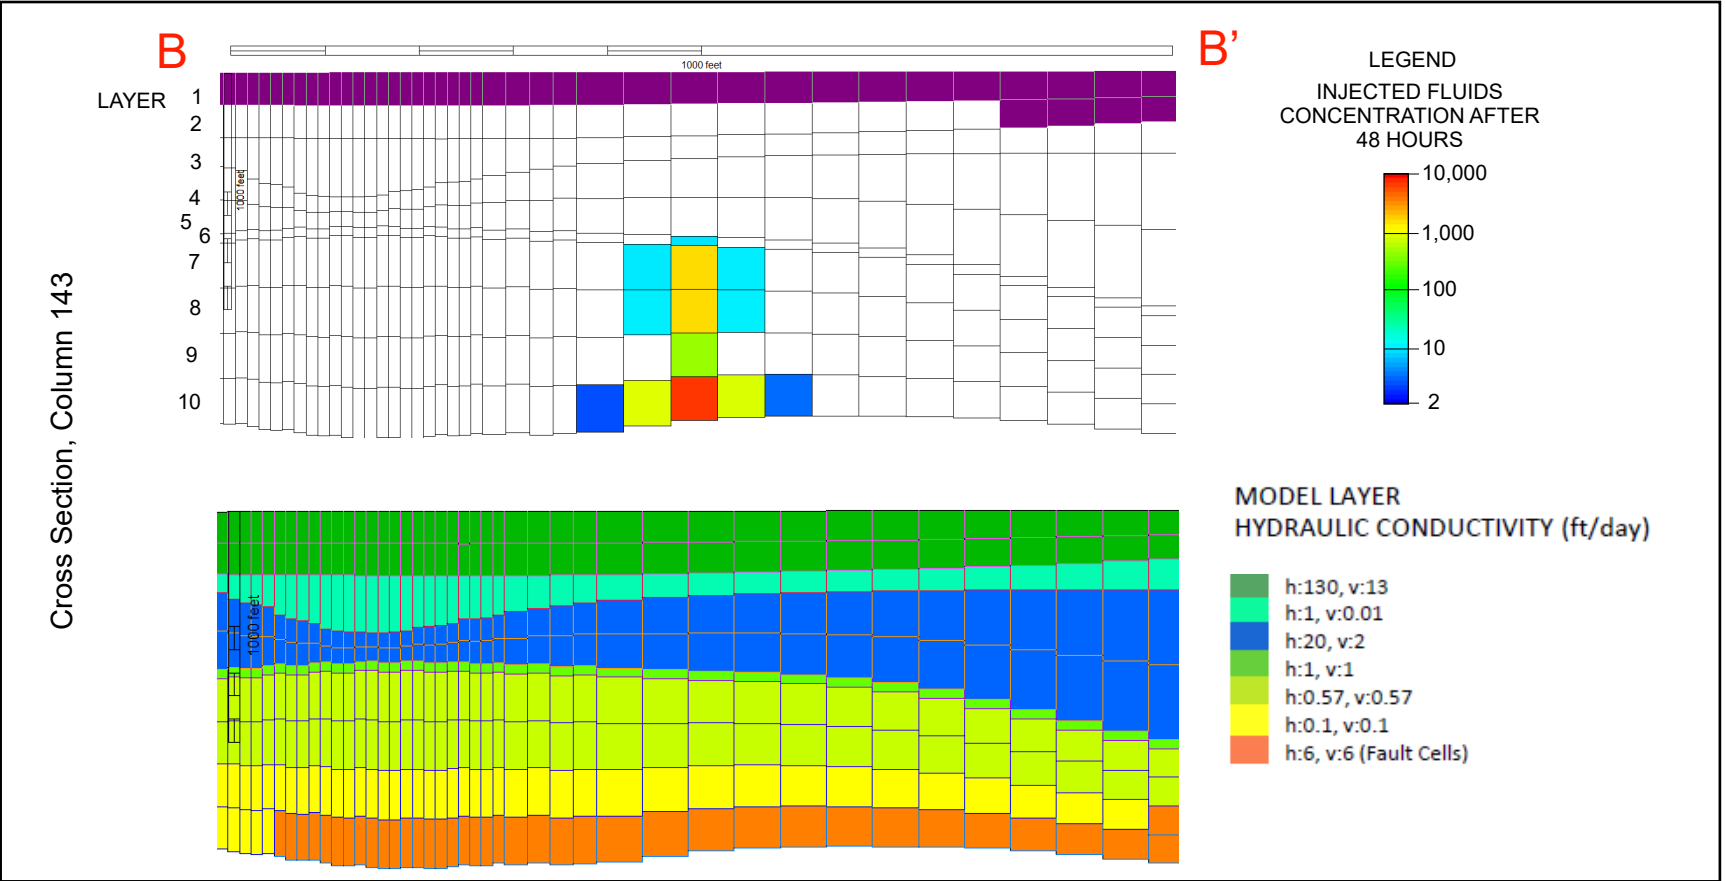 B
B’
1000 feet
LAYER
1
2
3
4
5
6
7
8
9
10
1000 feet
Cross Section, Column 143
LEGEND
INJECTED FLUIDS
CONCENTRATION AFTER
48 HOURS
10,000
1,000
100
10
2
1000 feet
MODEL LAYER
HYDRAULIC CONDUCTIVITY (ft/day)
h:130, v:13
h:1, v:0.01
h:20, v:2
h:1, v:1
h:0.57, v:0.57
h:0.1, v:0.1
h:6, v:6 (Fault Cells)